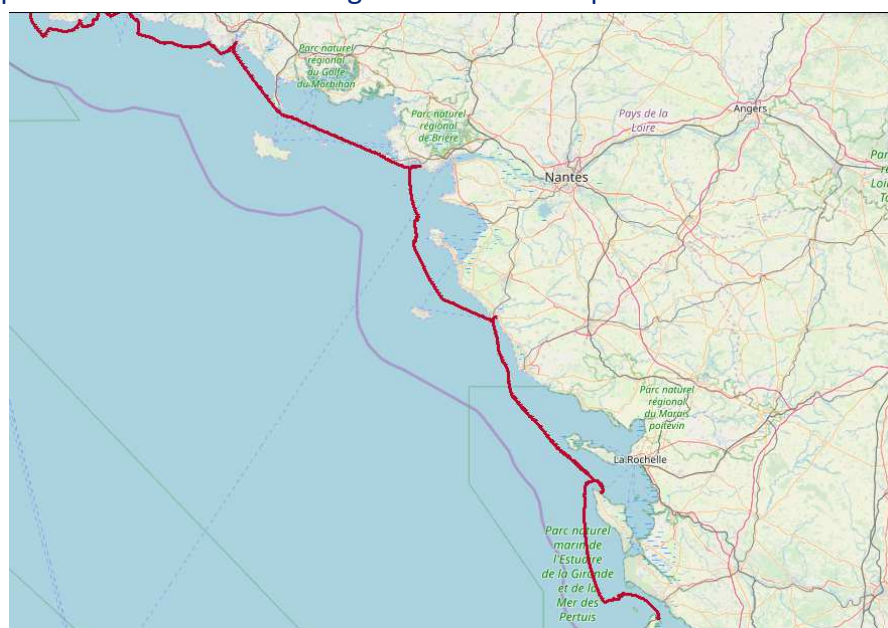 Parc naturel
régional
du Golfe
du Morbihan
Parc naturel
régional
de Brière
Pays de la
Loire
Angers
Nantes
Parc naturel
régional
du Marais
poitevin
La Rochelle
Parc naturel
marin de
l'Estuaire
de la Gironde
et de la
Mer des
Pertuis